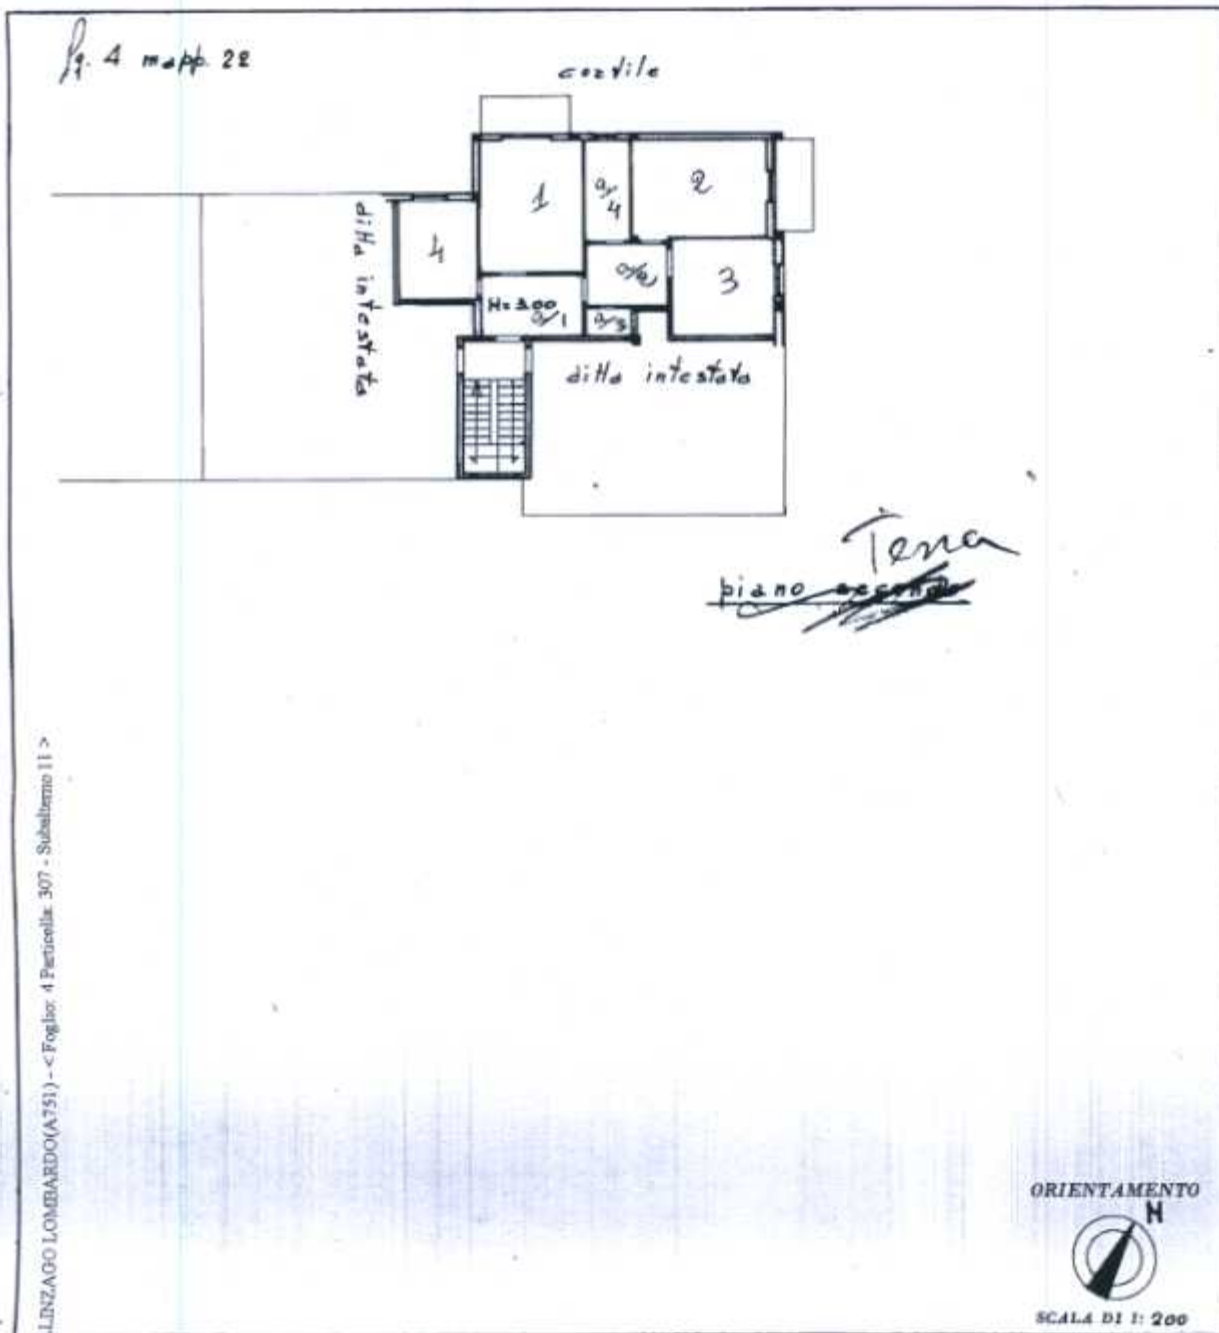 fg. 4 mapp. 22
cortile
1
a/4
2
4
3
a/2
H= 3.00
a/1
a/3
ditta intestata
ditta intestata
Terra
piano secondo
LINZAGO LOMBARDO(A751) - < Foglio: 4 Particella: 307 - Subalterno 11 >
ORIENTAMENTO
N
SCALA DI 1: 200